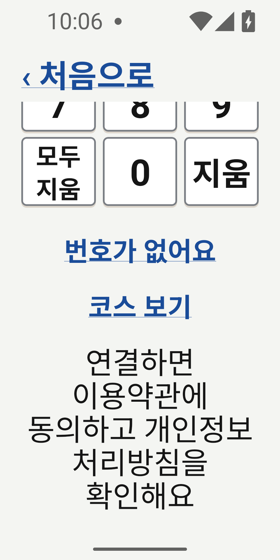 10:06
‹ 처음으로
7 8 9
모두
지움
0
지움
번호가 없어요
코스 보기
연결하면
이용약관에
동의하고 개인정보
처리방침을
확인해요